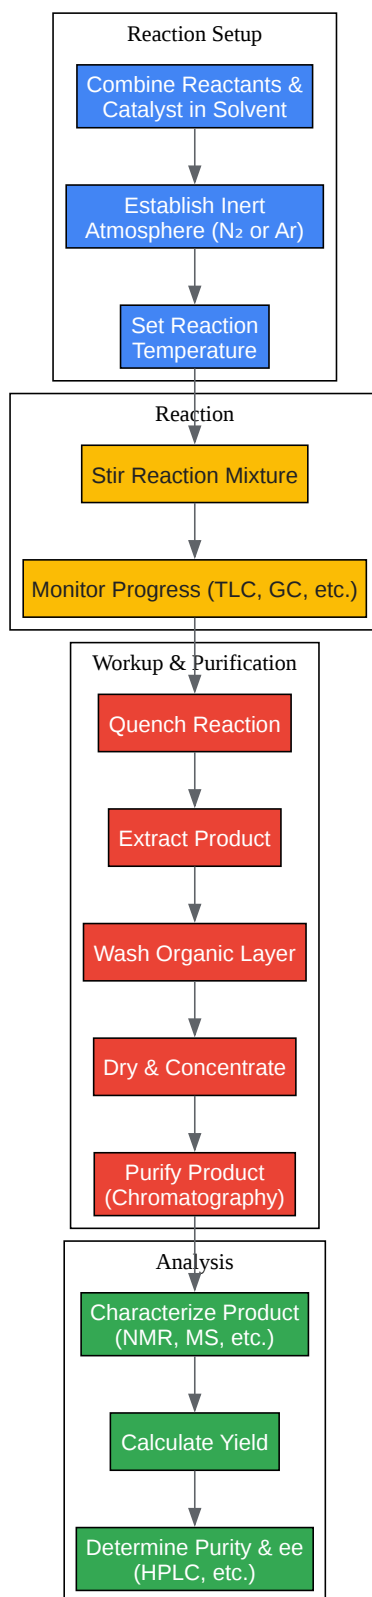 Reaction Setup
Combine Reactants &
Catalyst in Solvent
Establish Inert
Atmosphere (N₂ or Ar)
Set Reaction
Temperature
Reaction
Stir Reaction Mixture
Monitor Progress (TLC, GC, etc.)
Workup & Purification
Quench Reaction
Extract Product
Wash Organic Layer
Dry & Concentrate
Purify Product
(Chromatography)
Analysis
Characterize Product
(NMR, MS, etc.)
Calculate Yield
Determine Purity & ee
(HPLC, etc.)